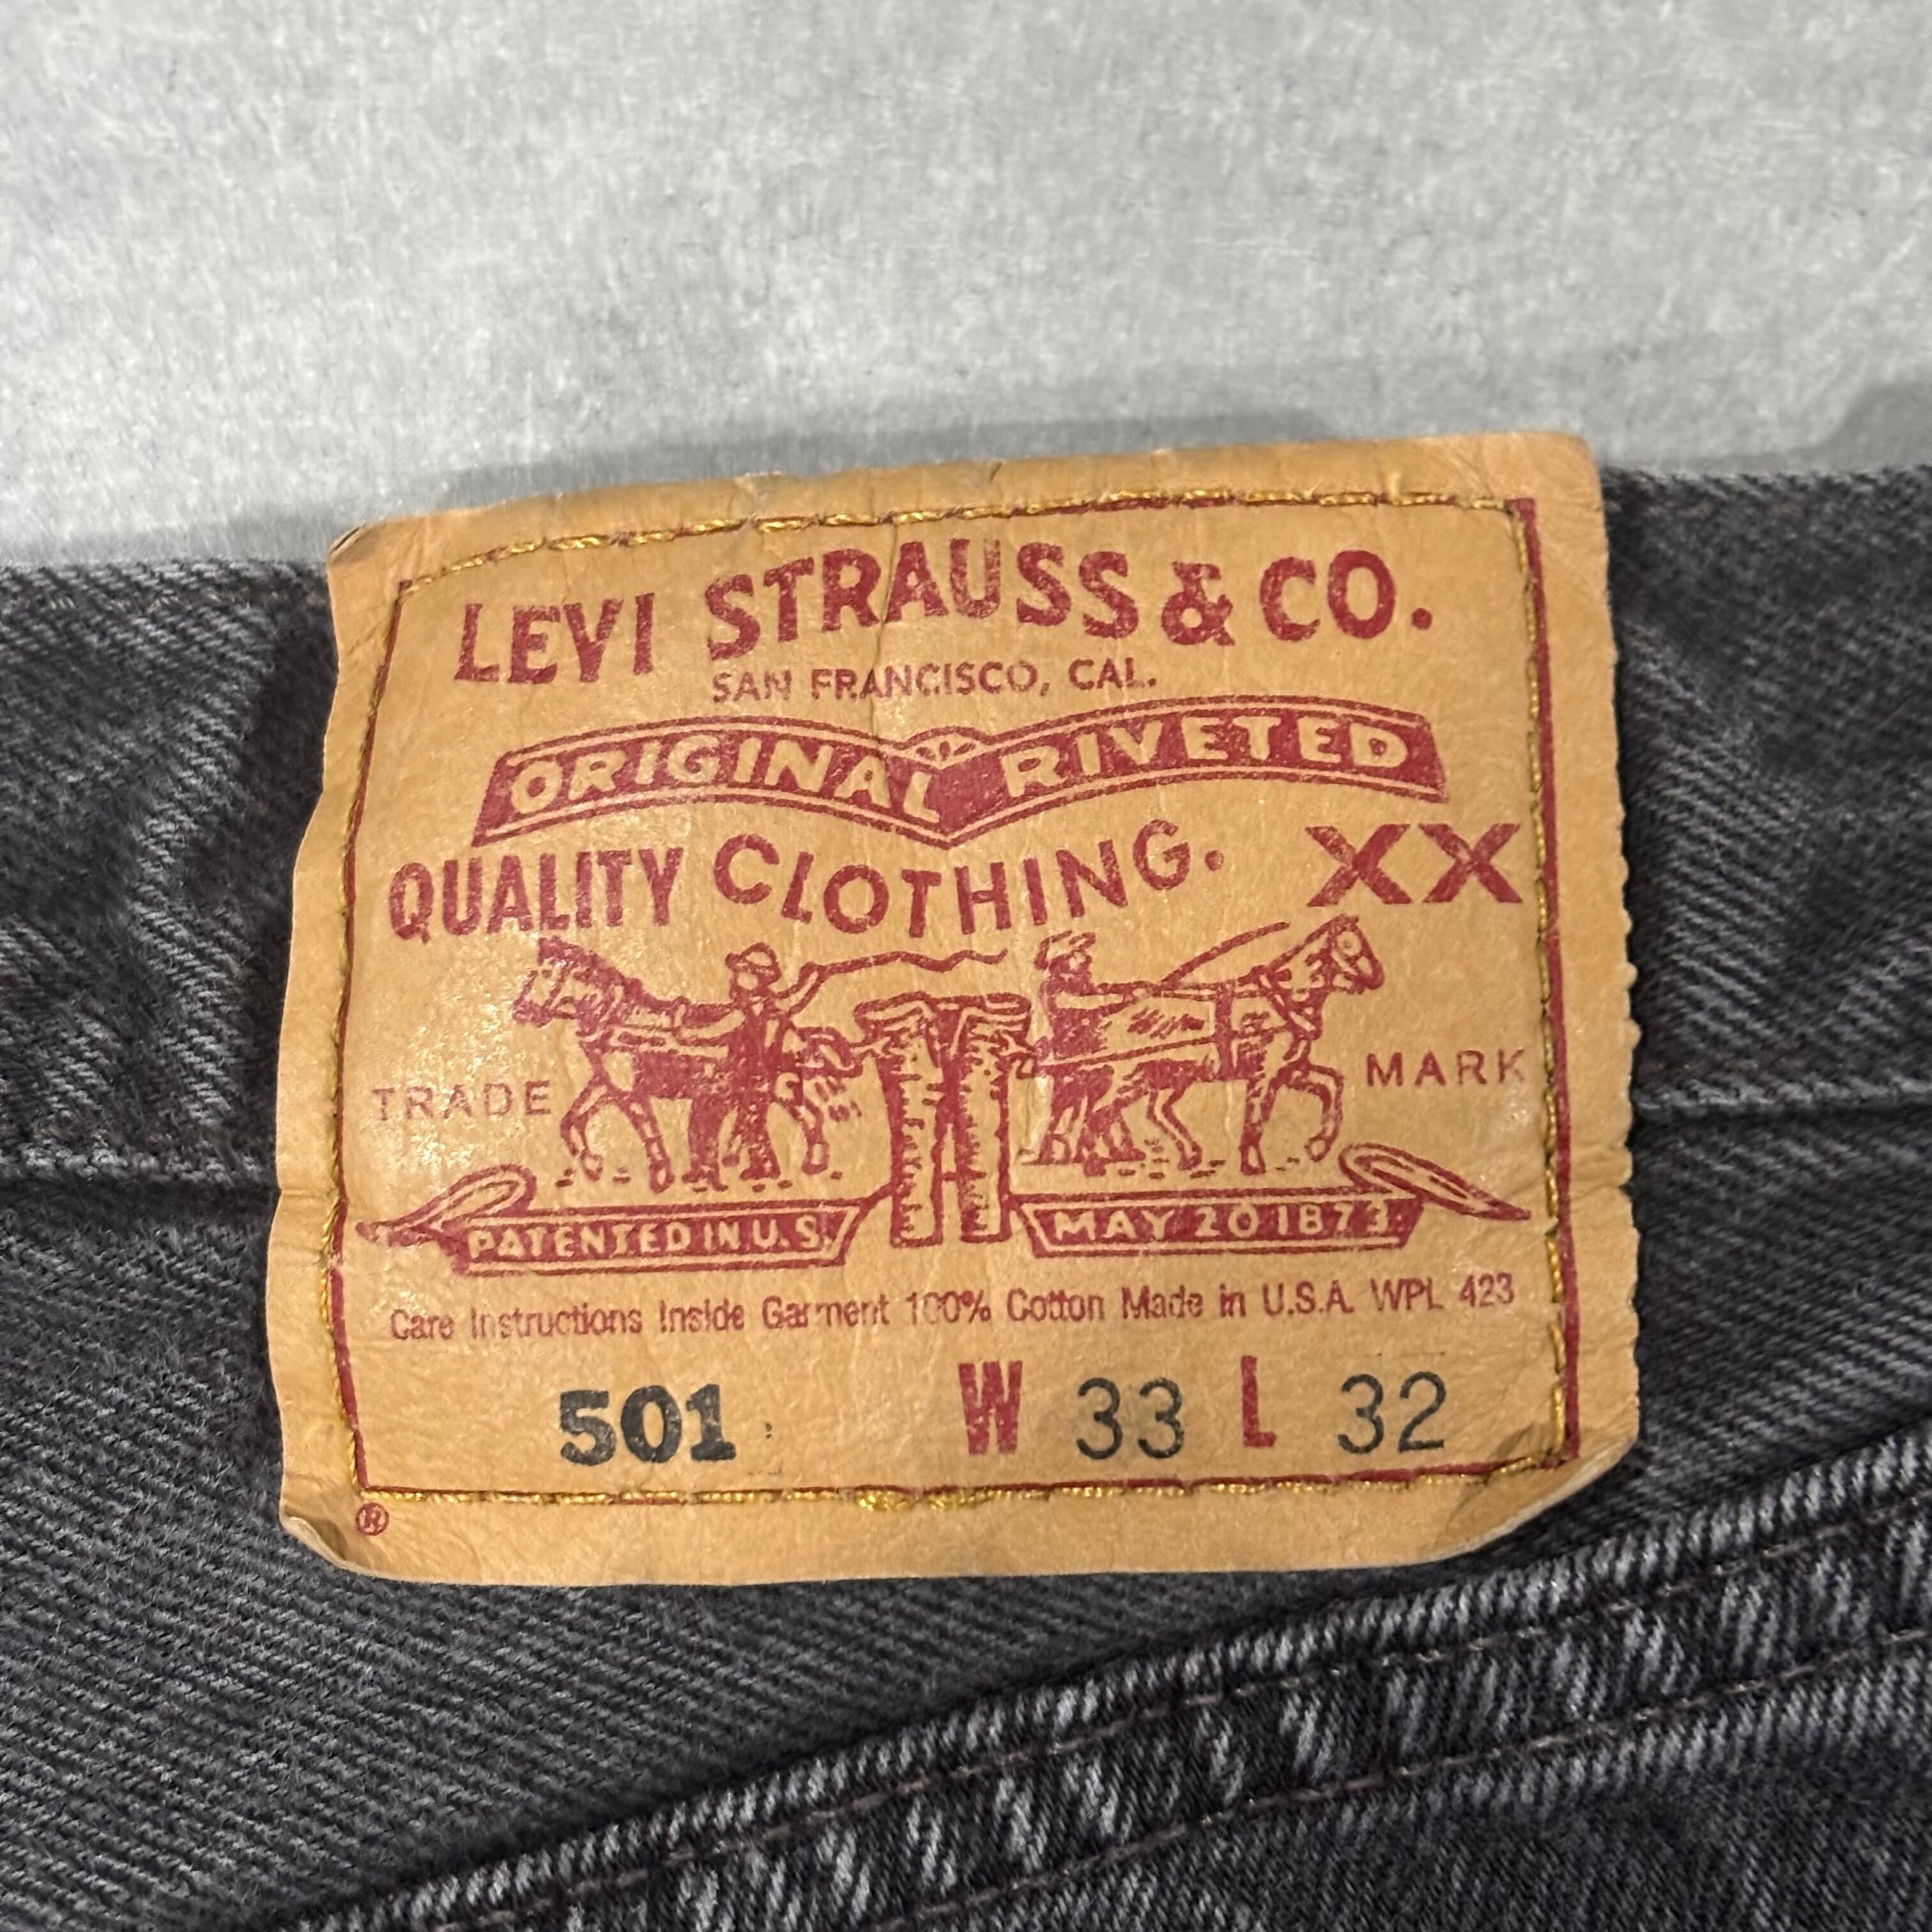 LEVI STRAUSS & CO.
SAN FRANCISCO, CAL.
ORIGINAL RIVETED
QUALITY CLOTHING. XX
TRADE MARK
PATENTED IN U.S. MAY 20 1873
Care Instructions Inside Garment 100% Cotton Made in U.S.A. WPL 423
501 W 33 L 32
®